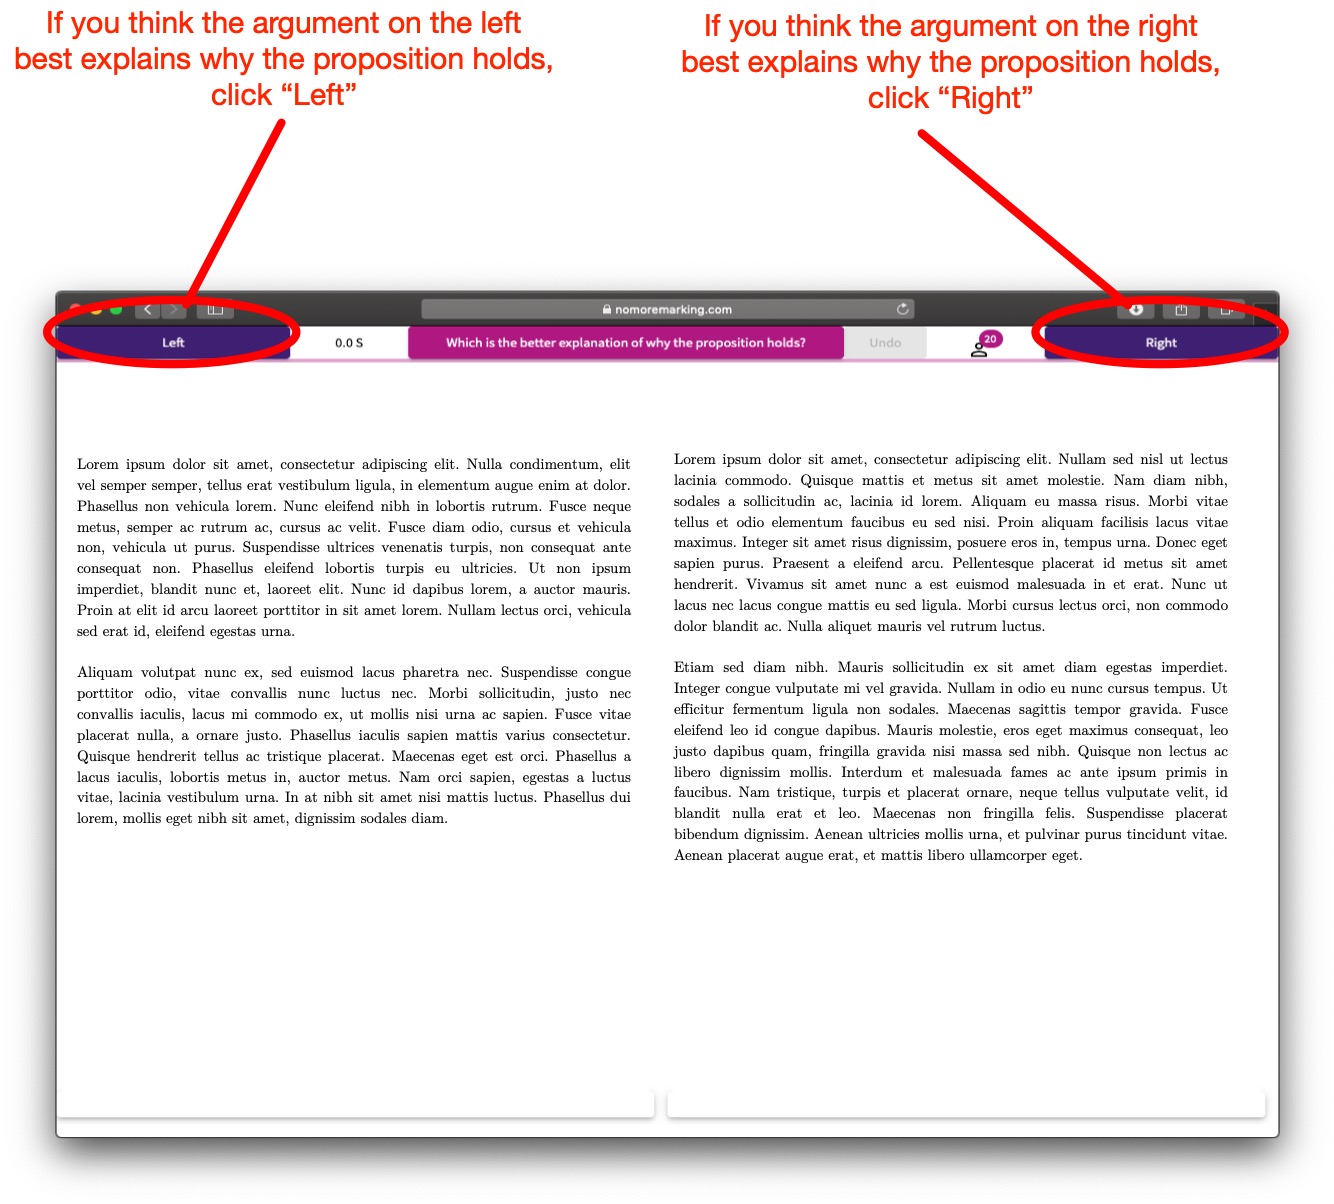 If you think the argument on the left
best explains why the proposition holds,
click “Left”
If you think the argument on the right
best explains why the proposition holds,
click “Right”
nomoremarking.com
Left
0.0 S
Which is the better explanation of why the proposition holds?
Undo
20
Right
Lorem ipsum dolor sit amet, consectetur adipiscing elit. Nulla condimentum, elit
vel semper semper, tellus erat vestibulum ligula, in elementum augue enim at dolor.
Phasellus non vehicula lorem. Nunc eleifend nibh in lobortis rutrum. Fusce neque
metus, semper ac rutrum ac, cursus ac velit. Fusce diam odio, cursus et vehicula
non, vehicula ut purus. Suspendisse ultrices venenatis turpis, non consequat ante
consequat non. Phasellus eleifend lobortis turpis eu ultricies. Ut non ipsum
imperdiet, blandit nunc et, laoreet elit. Nunc id dapibus lorem, a auctor mauris.
Proin at elit id arcu laoreet porttitor in sit amet lorem. Nullam lectus orci, vehicula
sed erat id, eleifend egestas urna.
Aliquam volutpat nunc ex, sed euismod lacus pharetra nec. Suspendisse congue
porttitor odio, vitae convallis nunc luctus nec. Morbi sollicitudin, justo nec
convallis iaculis, lacus mi commodo ex, ut mollis nisi urna ac sapien. Fusce vitae
placerat nulla, a ornare justo. Phasellus iaculis sapien mattis varius consectetur.
Quisque hendrerit tellus ac tristique placerat. Maecenas eget est orci. Phasellus a
lacus iaculis, lobortis metus in, auctor metus. Nam orci sapien, egestas a luctus
vitae, lacinia vestibulum urna. In at nibh sit amet nisi mattis luctus. Phasellus dui
lorem, mollis eget nibh sit amet, dignissim sodales diam.
Lorem ipsum dolor sit amet, consectetur adipiscing elit. Nullam sed nisl ut lectus
lacinia commodo. Quisque mattis et metus sit amet molestie. Nam diam nibh,
sodales a sollicitudin ac, lacinia id lorem. Aliquam eu massa risus. Morbi vitae
tellus et odio elementum faucibus eu sed nisi. Proin aliquam facilisis lacus vitae
maximus. Integer sit amet risus dignissim, posuere eros in, tempus urna. Donec eget
sapien purus. Praesent a eleifend arcu. Pellentesque placerat id metus sit amet
hendrerit. Vivamus sit amet nunc a est euismod malesuada in et erat. Nunc ut
lacus nec lacus congue mattis eu sed ligula. Morbi cursus lectus orci, non commodo
dolor blandit ac. Nulla aliquet mauris vel rutrum luctus.
Etiam sed diam nibh. Mauris sollicitudin ex sit amet diam egestas imperdiet.
Integer congue vulputate mi vel gravida. Nullam in odio eu nunc cursus tempus. Ut
efficitur fermentum ligula non sodales. Maecenas sagittis tempor gravida. Fusce
eleifend leo id congue dapibus. Mauris molestie, eros eget maximus consequat, leo
justo dapibus quam, fringilla gravida nisi massa sed nibh. Quisque non lectus ac
libero dignissim mollis. Interdum et malesuada fames ac ante ipsum primis in
faucibus. Nam tristique, turpis et placerat ornare, neque tellus vulputate velit, id
blandit nulla erat et leo. Maecenas non fringilla felis. Suspendisse placerat
bibendum dignissim. Aenean ultricies mollis urna, et pulvinar purus tincidunt vitae.
Aenean placerat augue erat, et mattis libero ullamcorper eget.